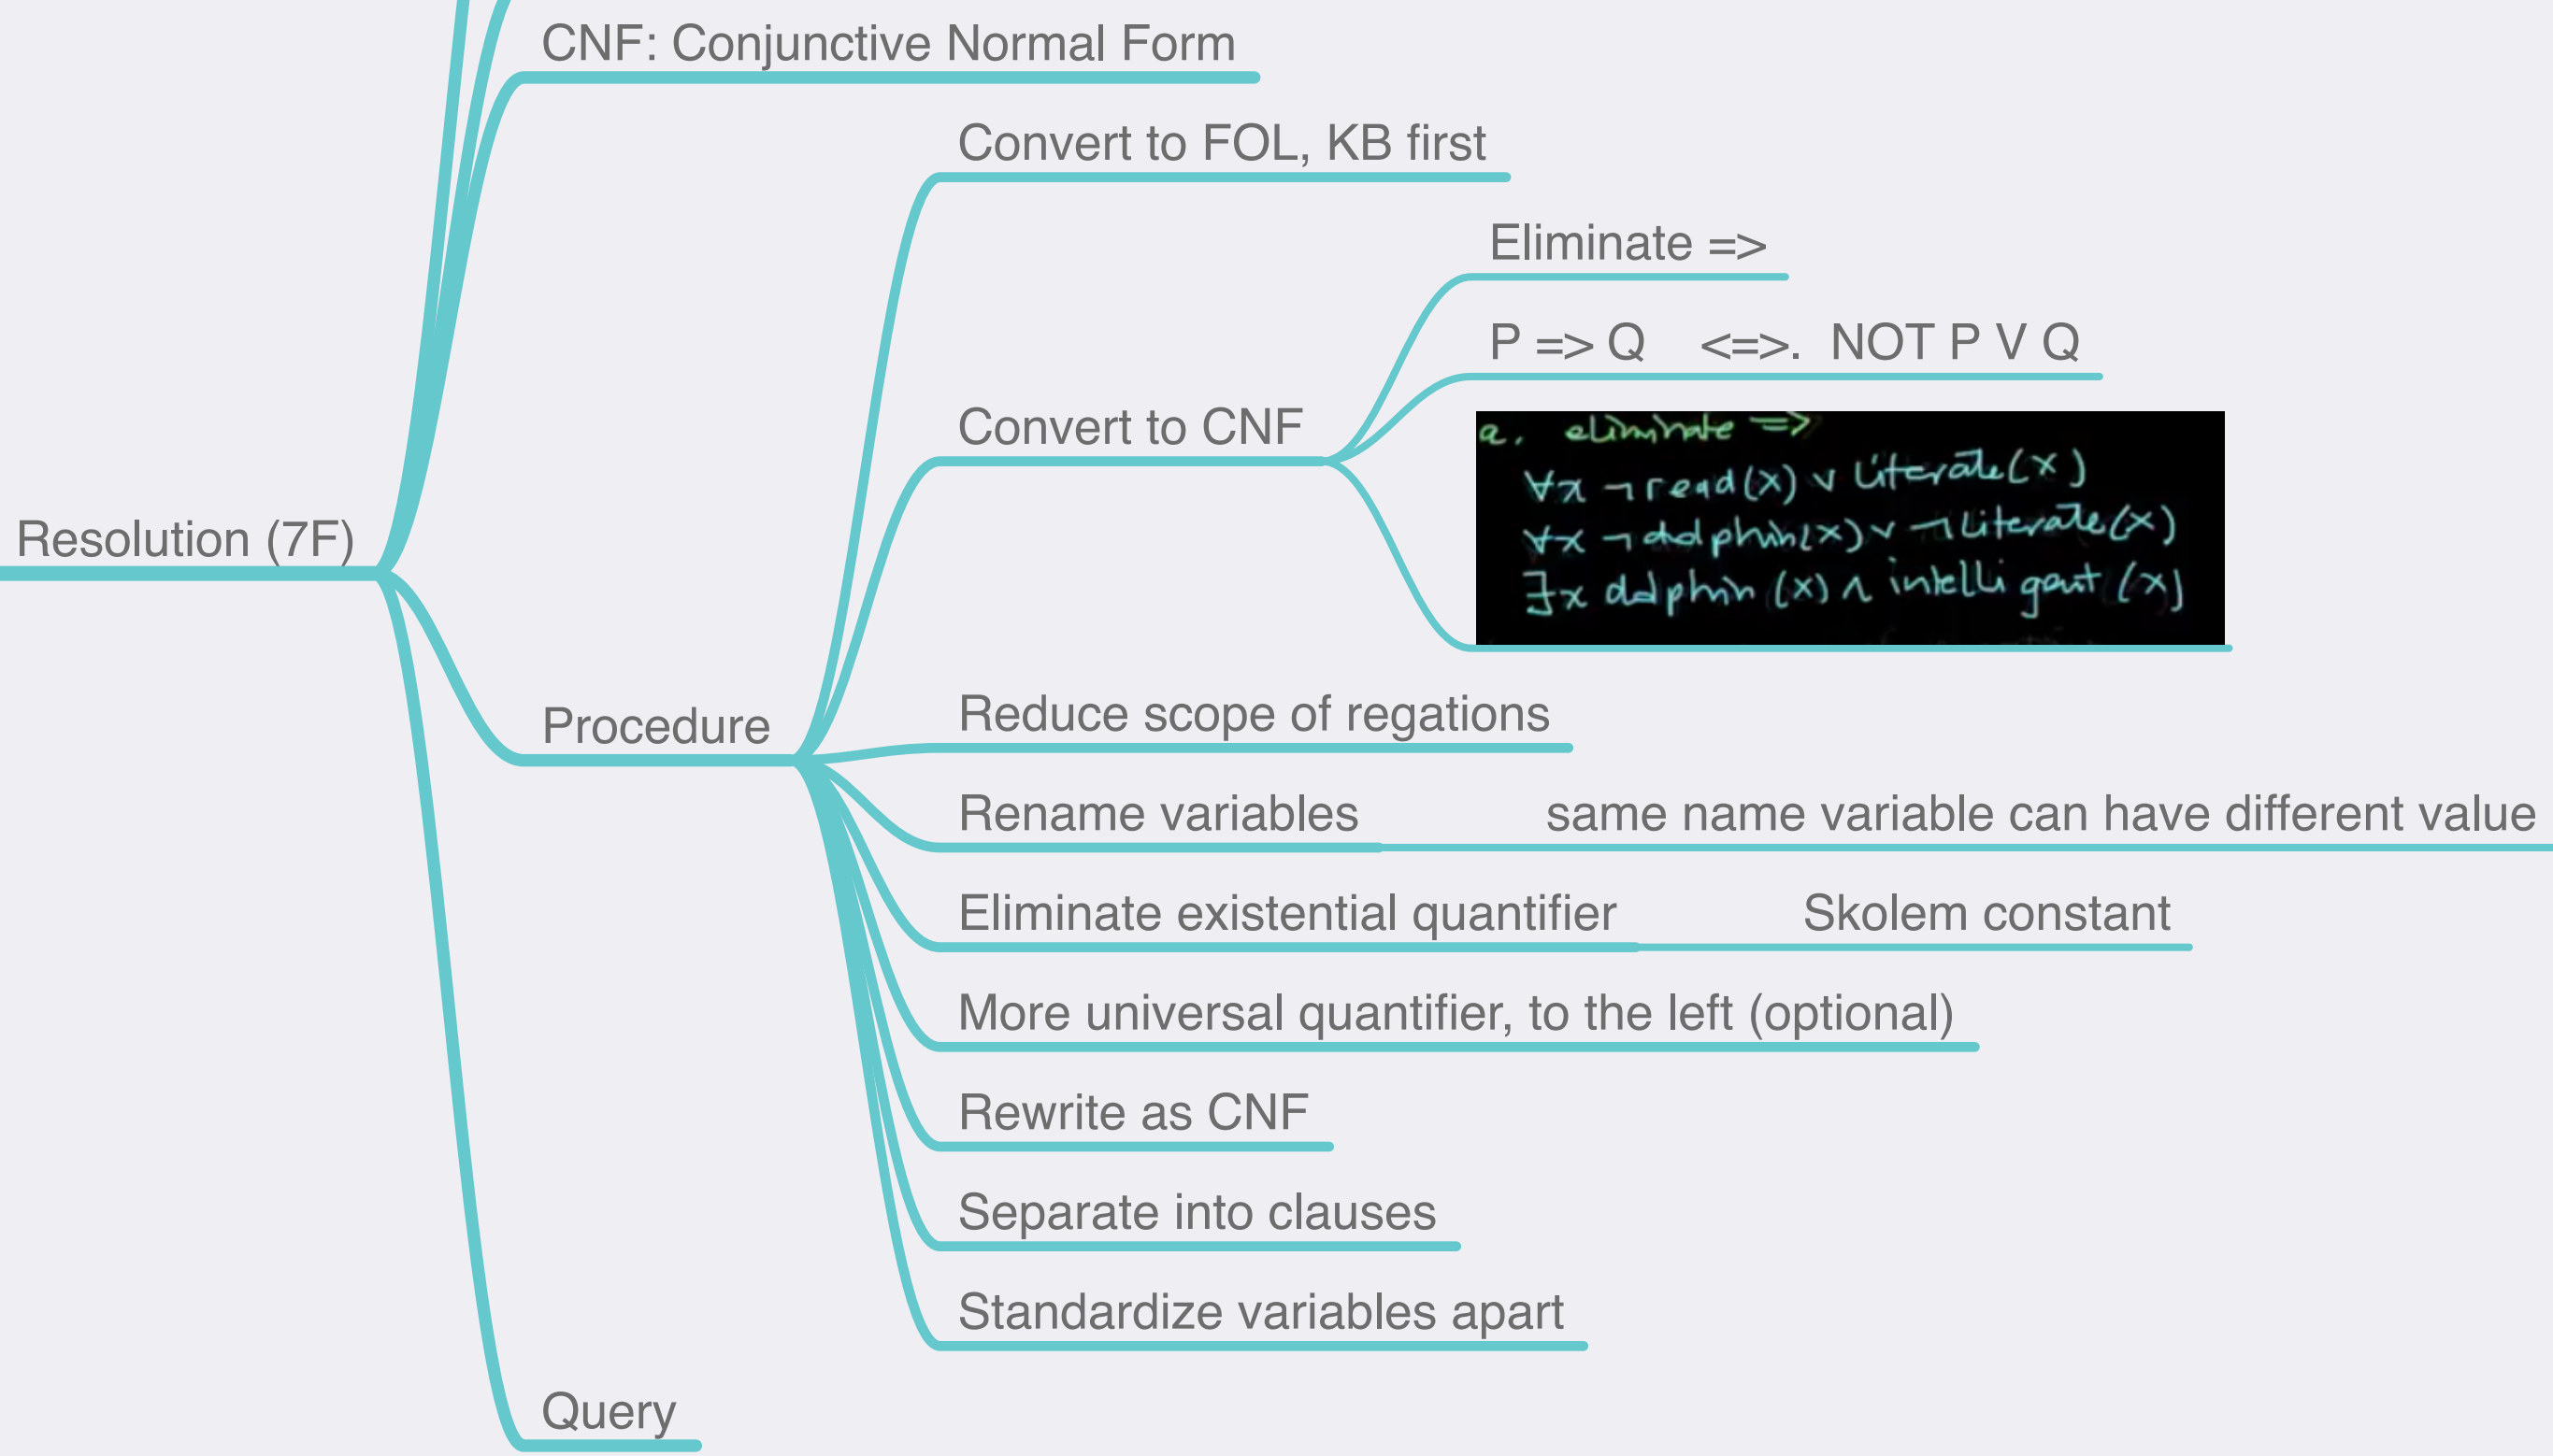 CNF: Conjunctive Normal Form
Convert to FOL, KB first
Eliminate =>
P => Q    <=>.  NOT P V Q
Convert to CNF
a. eliminate =>
∀x ¬read(x) ∨ Literate(x)
∀x ¬dolphin(x) ∨ ¬Literate(x)
∃x dolphin (x) ∧ intelligent (x)
Resolution (7F)
Procedure
Reduce scope of regations
Rename variables
same name variable can have different value
Eliminate existential quantifier
Skolem constant
More universal quantifier, to the left (optional)
Rewrite as CNF
Separate into clauses
Standardize variables apart
Query